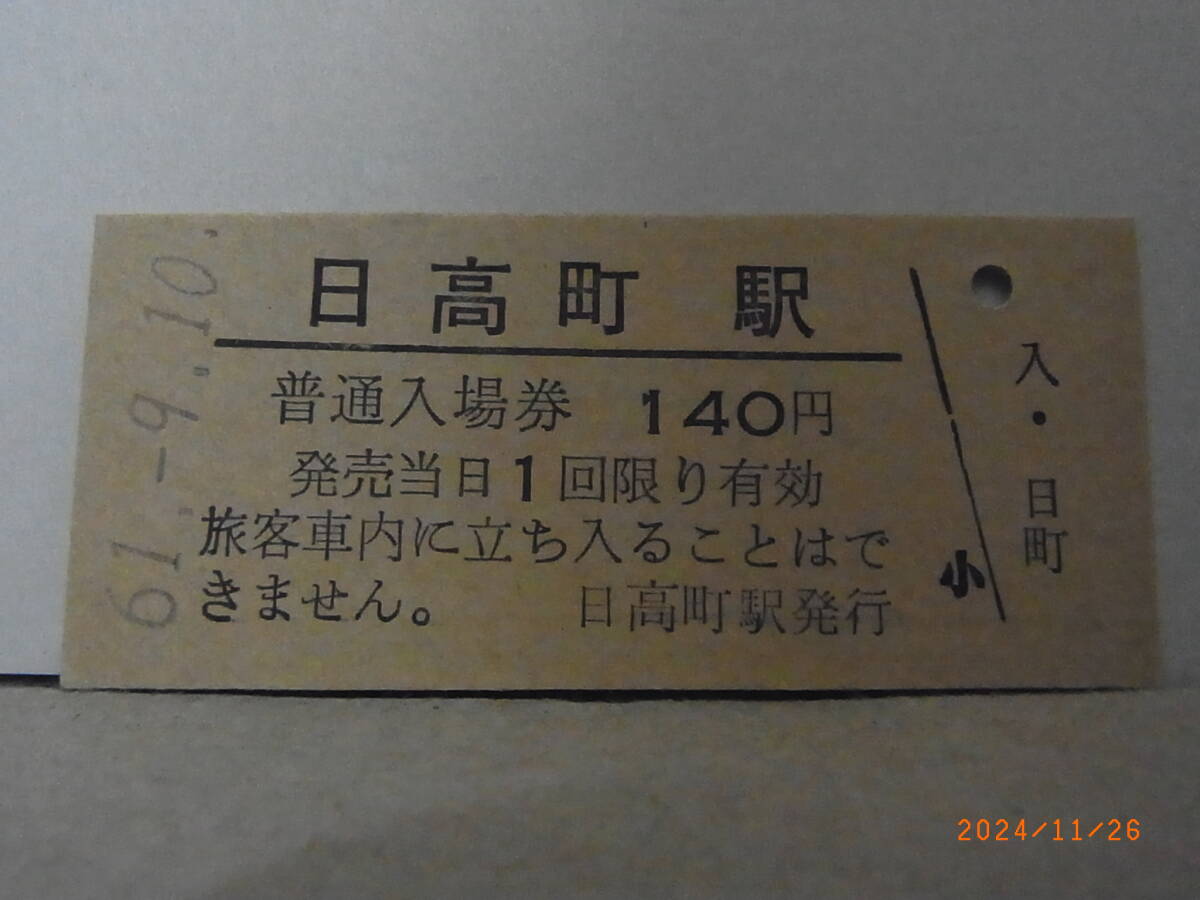 61.-9.10.
日高町駅
普通入場券 140円
発売当日1回限り有効
旅客車内に立ち入ることはで
きません。 日高町駅発行
小
入・日町
2024/11/26